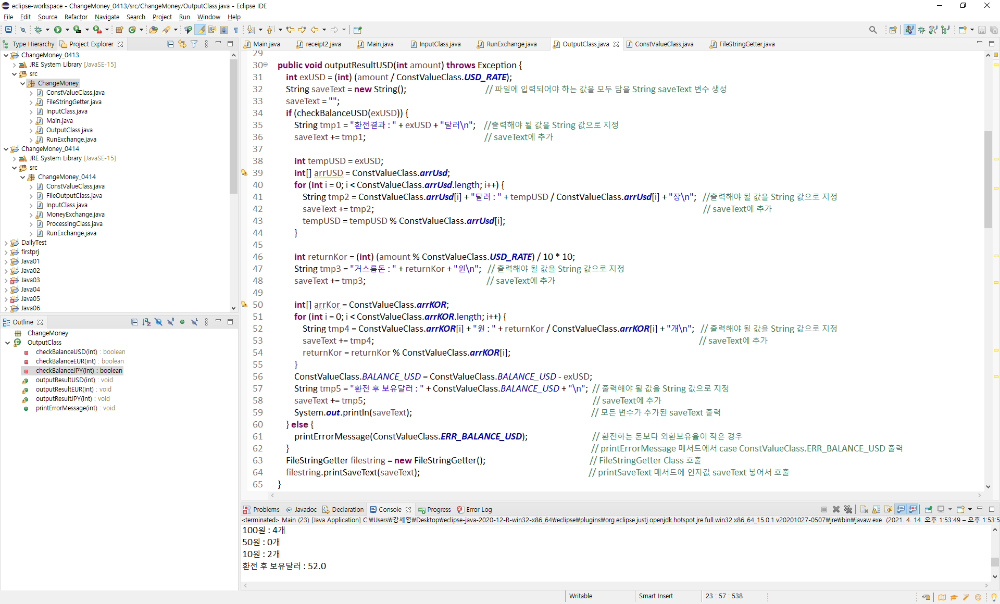 eclipse-workspace - ChangeMoney_0413/src/ChangeMoney/OutputClass.java - Eclipse IDE
File Edit Source Refactor Navigate Search Project Run Window Help
Type Hierarchy Project Explorer
ChangeMoney_0413
JRE System Library [JavaSE-15]
src
ChangeMoney
ConstValueClass.java
FileStringGetter.java
InputClass.java
Main.java
OutputClass.java
RunExchange.java
ChangeMoney_0414
JRE System Library [JavaSE-15]
src
ChangeMoney_0414
ConstValueClass.java
FileOutputClass.java
InputClass.java
MoneyExchange.java
ProcessingClass.java
RunExchange.java
DailyTest
firstprj
Java01
Java02
Java03
Java04
Java05
Java06
Outline
ChangeMoney
OutputClass
checkBalanceUSD(int) : boolean
checkBalanceEUR(int) : boolean
checkBalanceJPY(int) : boolean
outputResultUSD(int) : void
outputResultEUR(int) : void
outputResultJPY(int) : void
printErrorMessage(int) : void
Main.java receipt2.java Main.java InputClass.java RunExchange.java OutputClass.java ConstValueClass.java FileStringGetter.java
29
30 public void outputResultUSD(int amount) throws Exception {
31 int exUSD = (int) (amount / ConstValueClass.USD_RATE);
32 String saveText = new String(); // 파일에 입력되어야 하는 값을 모두 담을 String saveText 변수 생성
33 saveText = "";
34 if (checkBalanceUSD(exUSD)) {
35 String tmp1 = "환전결과 : " + exUSD + "달러\n"; //출력해야 될 값을 String 값으로 지정
36 saveText += tmp1; // saveText에 추가
37
38 int tempUSD = exUSD;
39 int[] arrUSD = ConstValueClass.arrUsd;
40 for (int i = 0; i < ConstValueClass.arrUsd.length; i++) {
41 String tmp2 = ConstValueClass.arrUsd[i] + "달러 : " + tempUSD / ConstValueClass.arrUsd[i] + "장\n"; //출력해야 될 값을 String 값으로 지정
42 saveText += tmp2; // saveText에 추가
43 tempUSD = tempUSD % ConstValueClass.arrUsd[i];
44 }
45
46 int returnKor = (int) (amount % ConstValueClass.USD_RATE) / 10 * 10;
47 String tmp3 = "거스름돈 : " + returnKor + "원\n"; // 출력해야 될 값을 String 값으로 지정
48 saveText += tmp3; // saveText에 추가
49
50 int[] arrKor = ConstValueClass.arrKOR;
51 for (int i = 0; i < ConstValueClass.arrKOR.length; i++) {
52 String tmp4 = ConstValueClass.arrKOR[i] + "원 : " + returnKor / ConstValueClass.arrKOR[i] + "개\n"; // 출력해야 될 값을 String 값으로 지정
53 saveText += tmp4; // saveText에 추가
54 returnKor = returnKor % ConstValueClass.arrKOR[i];
55 }
56 ConstValueClass.BALANCE_USD = ConstValueClass.BALANCE_USD - exUSD;
57 String tmp5 = "환전 후 보유달러 : " + ConstValueClass.BALANCE_USD + "\n"; // 출력해야 될 값을 String 값으로 지정
58 saveText += tmp5; // saveText에 추가
59 System.out.println(saveText); // 모든 변수가 추가된 saveText 출력
60 } else {
61 printErrorMessage(ConstValueClass.ERR_BALANCE_USD); // 환전하는 돈보다 외환보유율이 작은 경우
62 } // printErrorMessage 매서드에서 case ConstValueClass.ERR_BALANCE_USD 출력
63 FileStringGetter filestring = new FileStringGetter(); // FileStringGetter Class 호출
64 filestring.printSaveText(saveText); // printSaveText 매서드에 인자값 saveText 넣어서 호출
65 }
Problems Javadoc Declaration Console Progress Error Log
<terminated> Main (23) [Java Application] C:₩Users₩강세영₩Desktop₩eclipse-java-2020-12-R-win32-x86_64₩eclipse₩plugins₩org.eclipse.justj.openjdk.hotspot.jre.full.win32.x86_64_15.0.1.v20201027-0507₩jre₩bin₩javaw.exe (2021. 4. 14. 오후 1:53:49 – 오후 1:53:5
100원 : 4개
50원 : 0개
10원 : 2개
환전 후 보유달러 : 52.0
Writable Smart Insert 23 : 57 : 538